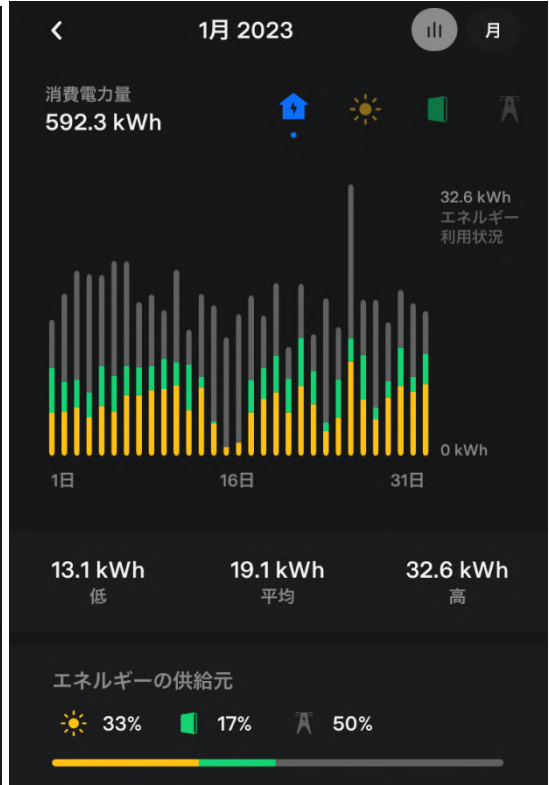 1月 2023
月
消費電力量
592.3 kWh
32.6 kWh
エネルギー
利用状況
0 kWh
1日
16日
31日
13.1 kWh
19.1 kWh
32.6 kWh
低
平均
高
エネルギーの供給元
33%
17%
50%